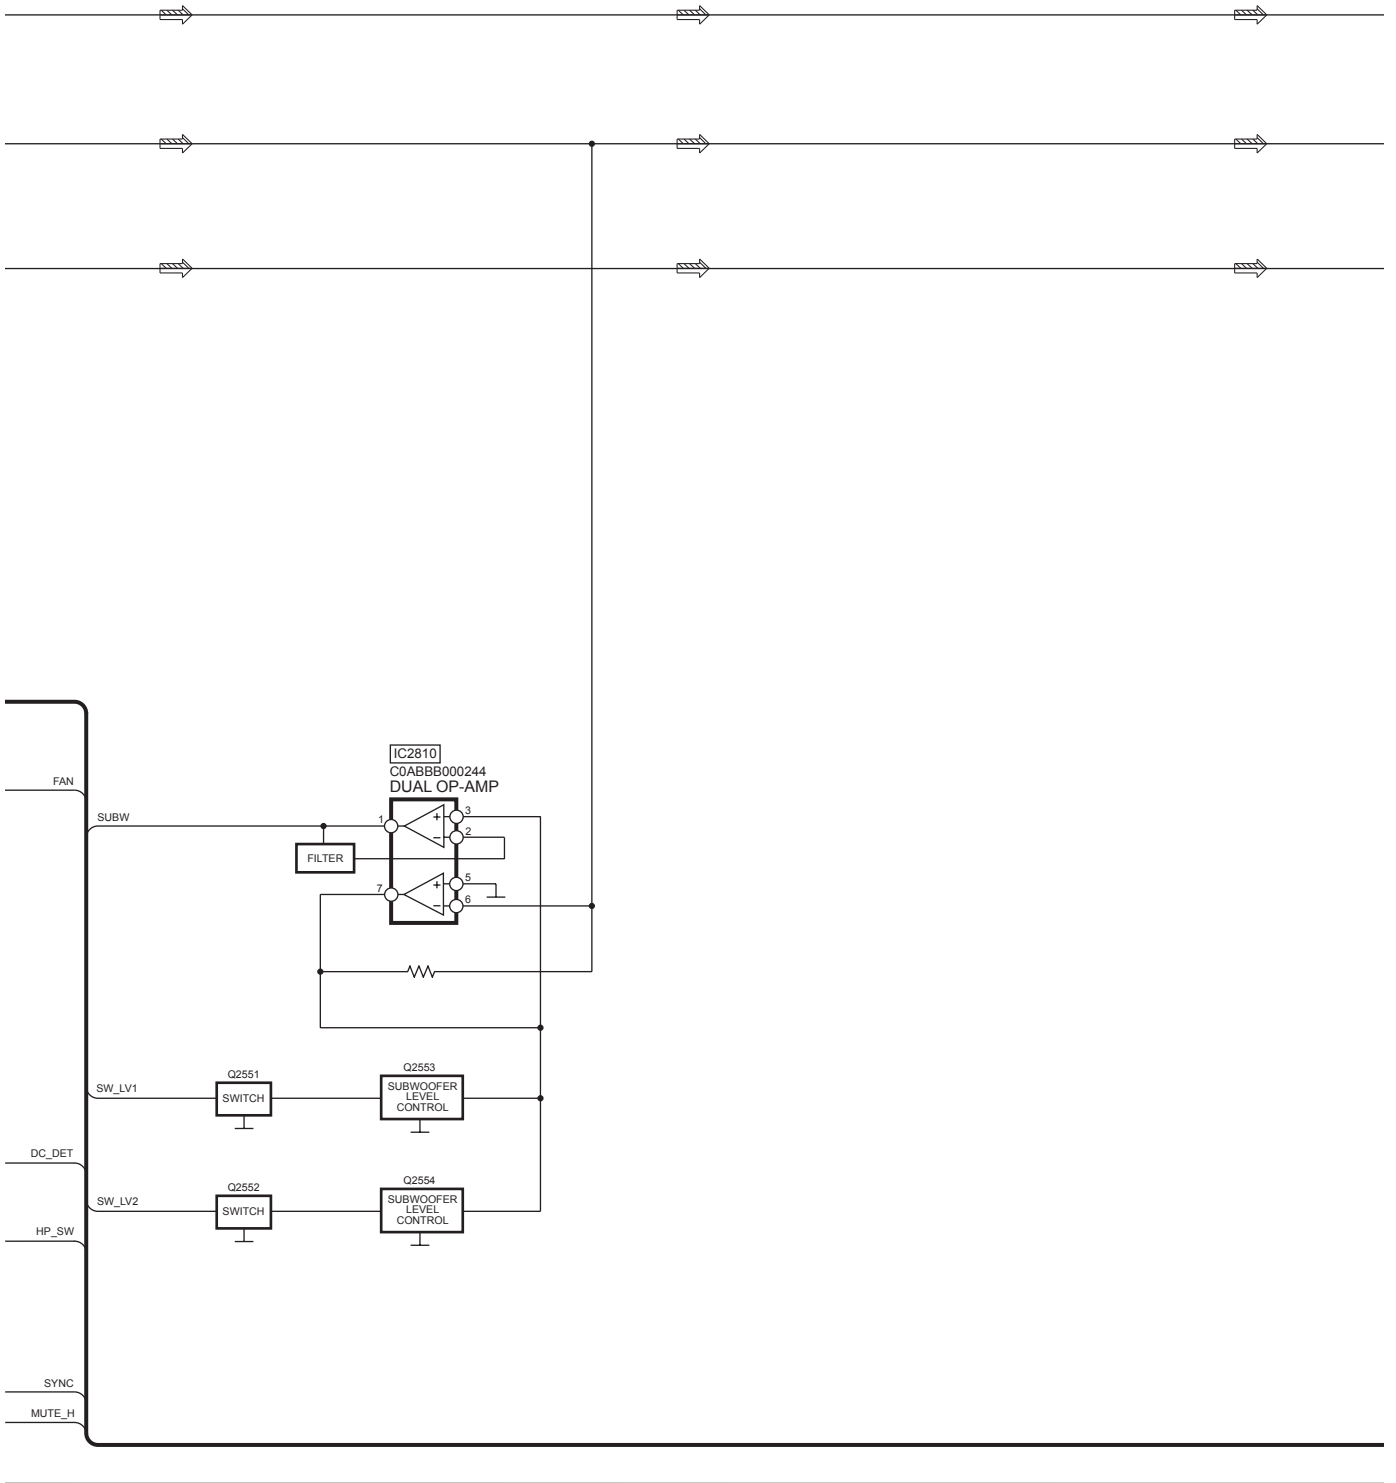 IC2810
C0ABBB000244
DUAL OP-AMP
FAN
SUBW
1
+
3
−
2
FILTER
7
+
5
−
6
Q2551
SWITCH
Q2553
SUBWOOFER
LEVEL
CONTROL
SW_LV1
DC_DET
Q2552
SWITCH
Q2554
SUBWOOFER
LEVEL
CONTROL
SW_LV2
HP_SW
SYNC
MUTE_H